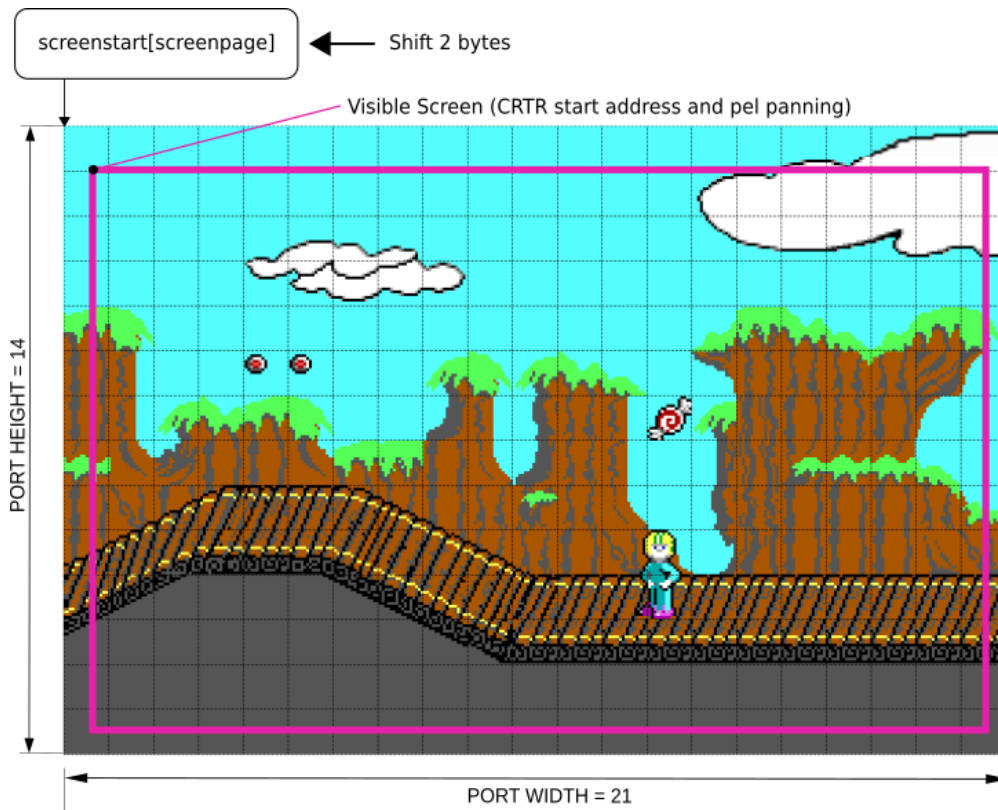 screenstart[screenpage]
Shift 2 bytes
Visible Screen (CRTR start address and pel panning)
PORT HEIGHT = 14
PORT WIDTH = 21